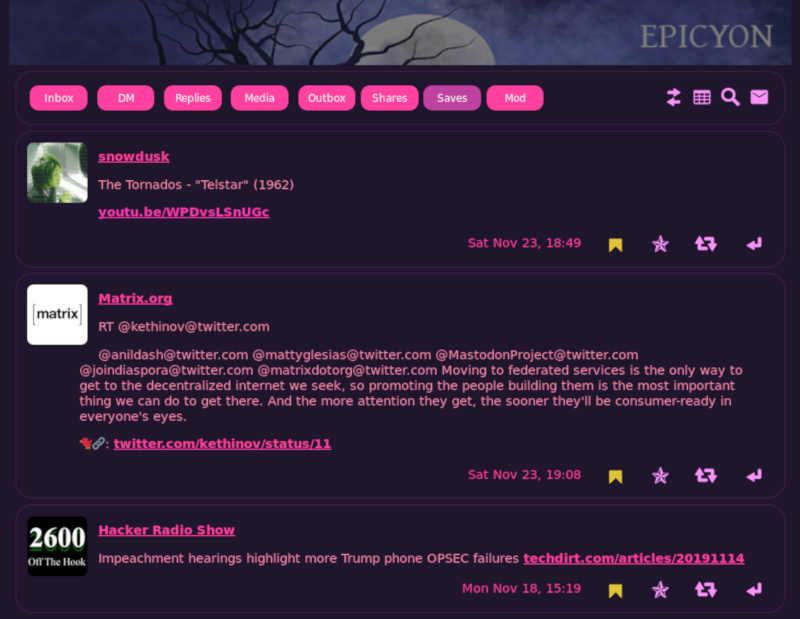 EPICYON
Inbox DM Replies Media Outbox Shares Saves Mod
snowdusk
The Tornados - "Telstar" (1962)
youtu.be/WPDvsLSnUGc
Sat Nov 23, 18:49
[matrix]
Matrix.org
RT @kethinov@twitter.com
@anildash@twitter.com @mattyglesias@twitter.com @MastodonProject@twitter.com
@joindiaspora@twitter.com @matrixdotorg@twitter.com Moving to federated services is the only way to
get to the decentralized internet we seek, so promoting the people building them is the most important
thing we can do to get there. And the more attention they get, the sooner they'll be consumer-ready in
everyone's eyes.
: twitter.com/kethinov/status/11
Sat Nov 23, 19:08
2600
Off The Hook
Hacker Radio Show
Impeachment hearings highlight more Trump phone OPSEC failures techdirt.com/articles/20191114
Mon Nov 18, 15:19